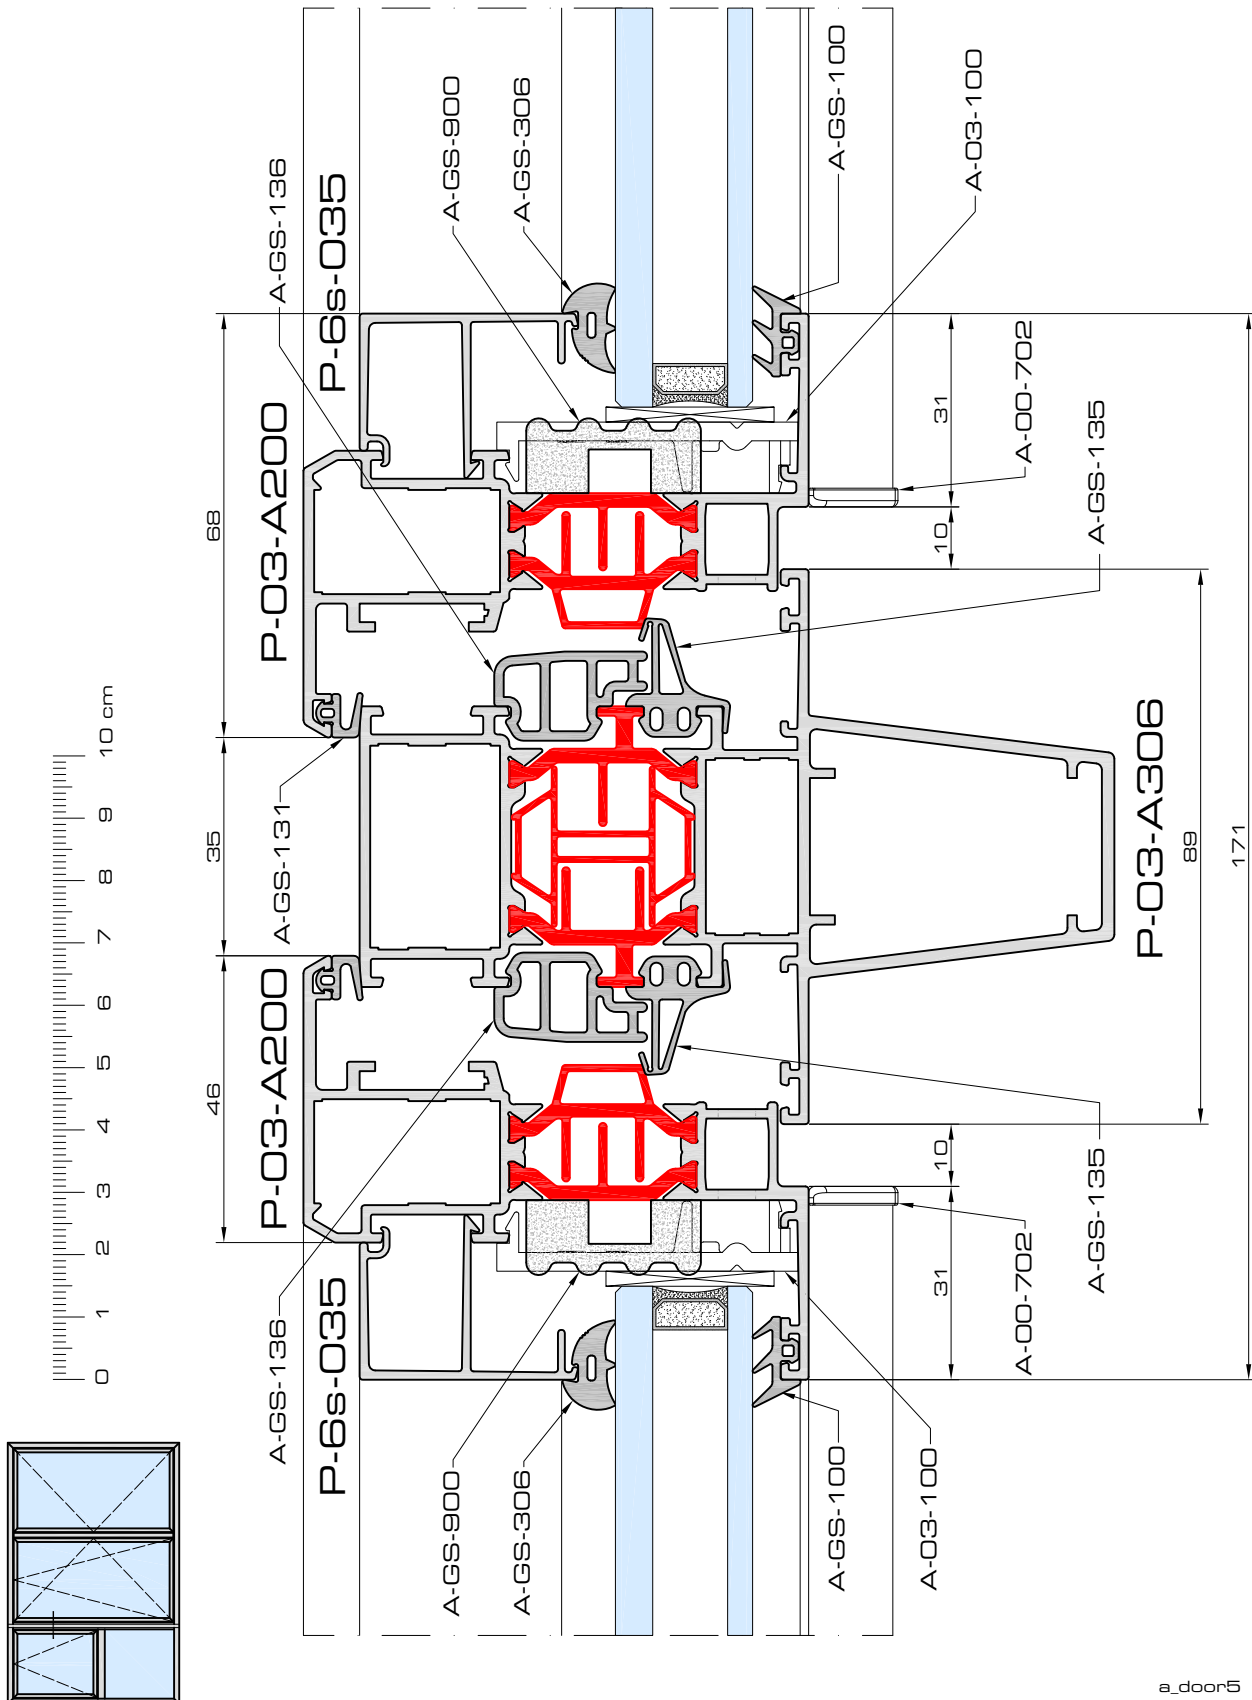 A-GS-136
P-6s-035
A-GS-900
A-GS-306
A-GS-100
A-03-100
68
P-03-A200
31
A-00-702
A-GS-135
10
10 cm
9
8
7
6
5
4
3
2
1
0
35
A-GS-131
P-03-A306
89
171
46
P-03-A200
10
A-GS-135
31
A-00-702
A-GS-136
P-6s-035
A-GS-900
A-GS-306
A-GS-100
A-03-100
a_door5